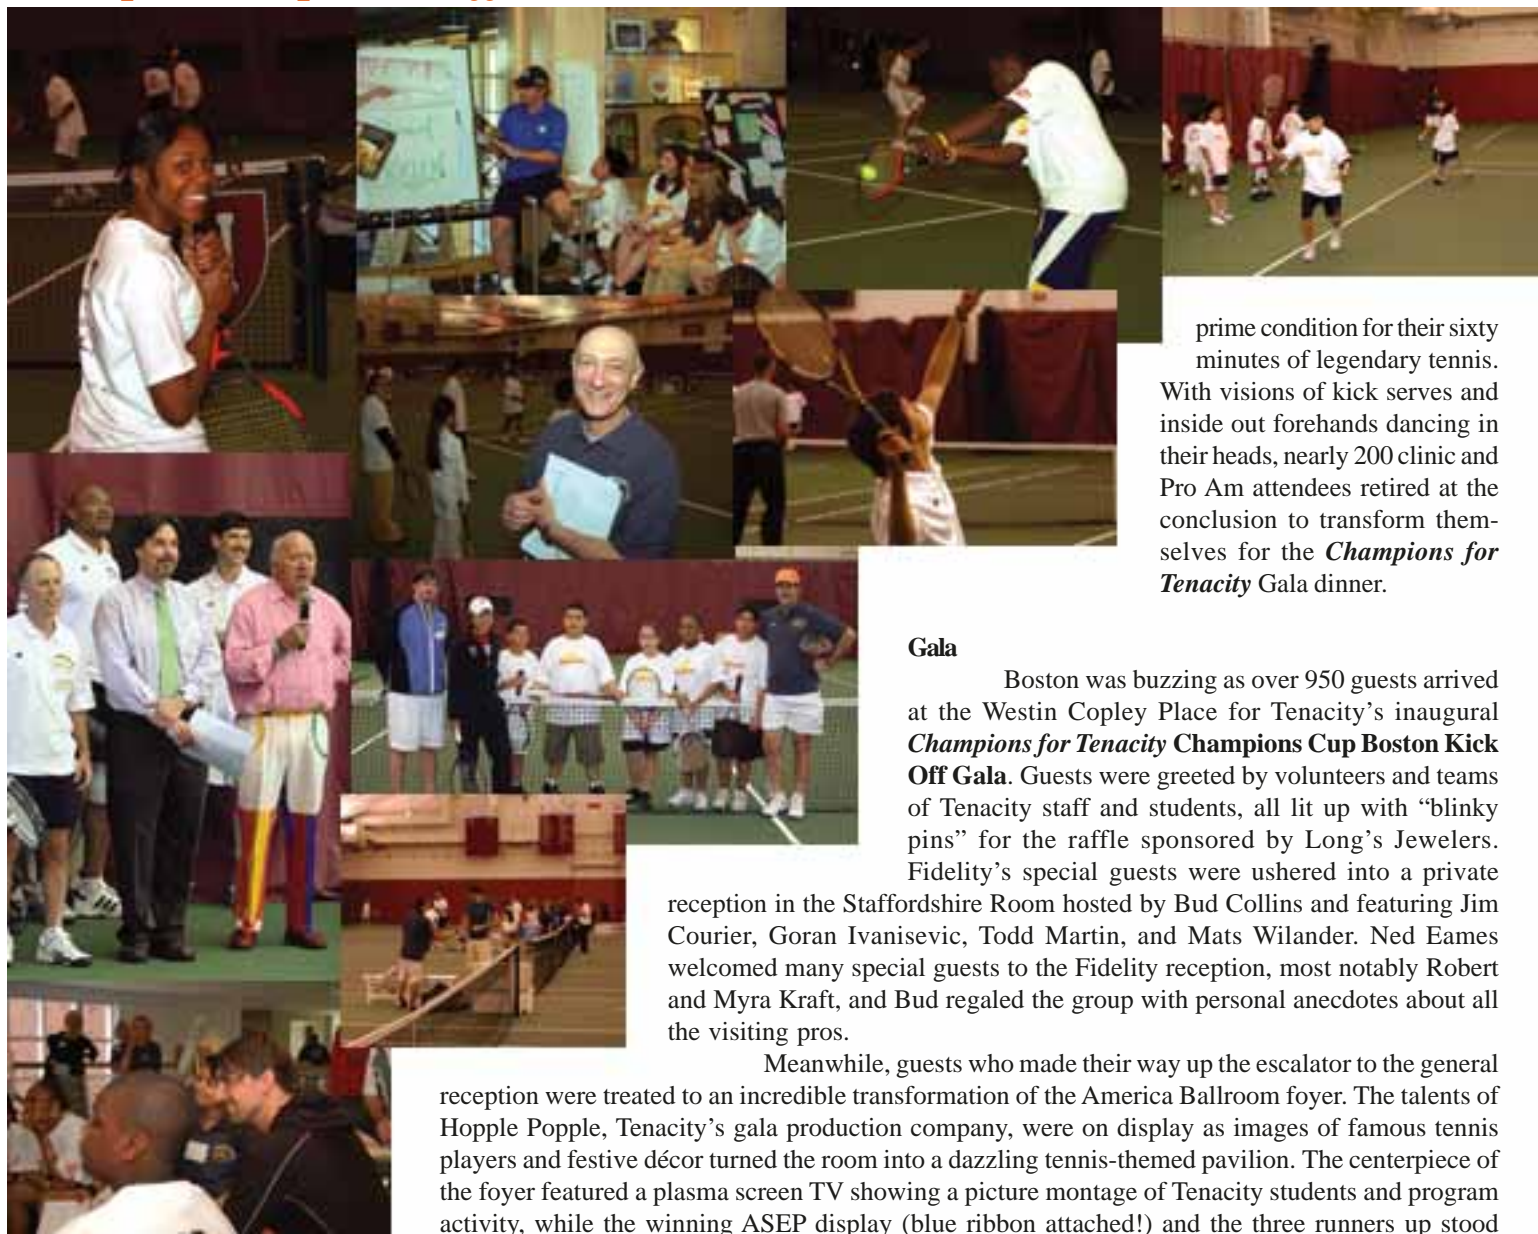 prime condition for their sixty
minutes of legendary tennis.
With visions of kick serves and
inside out forehands dancing in
their heads, nearly 200 clinic and
Pro Am attendees retired at the
conclusion to transform them-
selves for the Champions for
Tenacity Gala dinner.
Gala
Boston was buzzing as over 950 guests arrived
at the Westin Copley Place for Tenacity’s inaugural
Champions for Tenacity Champions Cup Boston Kick
Off Gala. Guests were greeted by volunteers and teams
of Tenacity staff and students, all lit up with “blinky
pins” for the raffle sponsored by Long’s Jewelers.
Fidelity’s special guests were ushered into a private
reception in the Staffordshire Room hosted by Bud Collins and featuring Jim
Courier, Goran Ivanisevic, Todd Martin, and Mats Wilander. Ned Eames
welcomed many special guests to the Fidelity reception, most notably Robert
and Myra Kraft, and Bud regaled the group with personal anecdotes about all
the visiting pros.
Meanwhile, guests who made their way up the escalator to the general
reception were treated to an incredible transformation of the America Ballroom foyer. The talents of
Hopple Popple, Tenacity’s gala production company, were on display as images of famous tennis
players and festive décor turned the room into a dazzling tennis-themed pavilion. The centerpiece of
the foyer featured a plasma screen TV showing a picture montage of Tenacity students and program
activity, while the winning ASEP display (blue ribbon attached!) and the three runners up stood